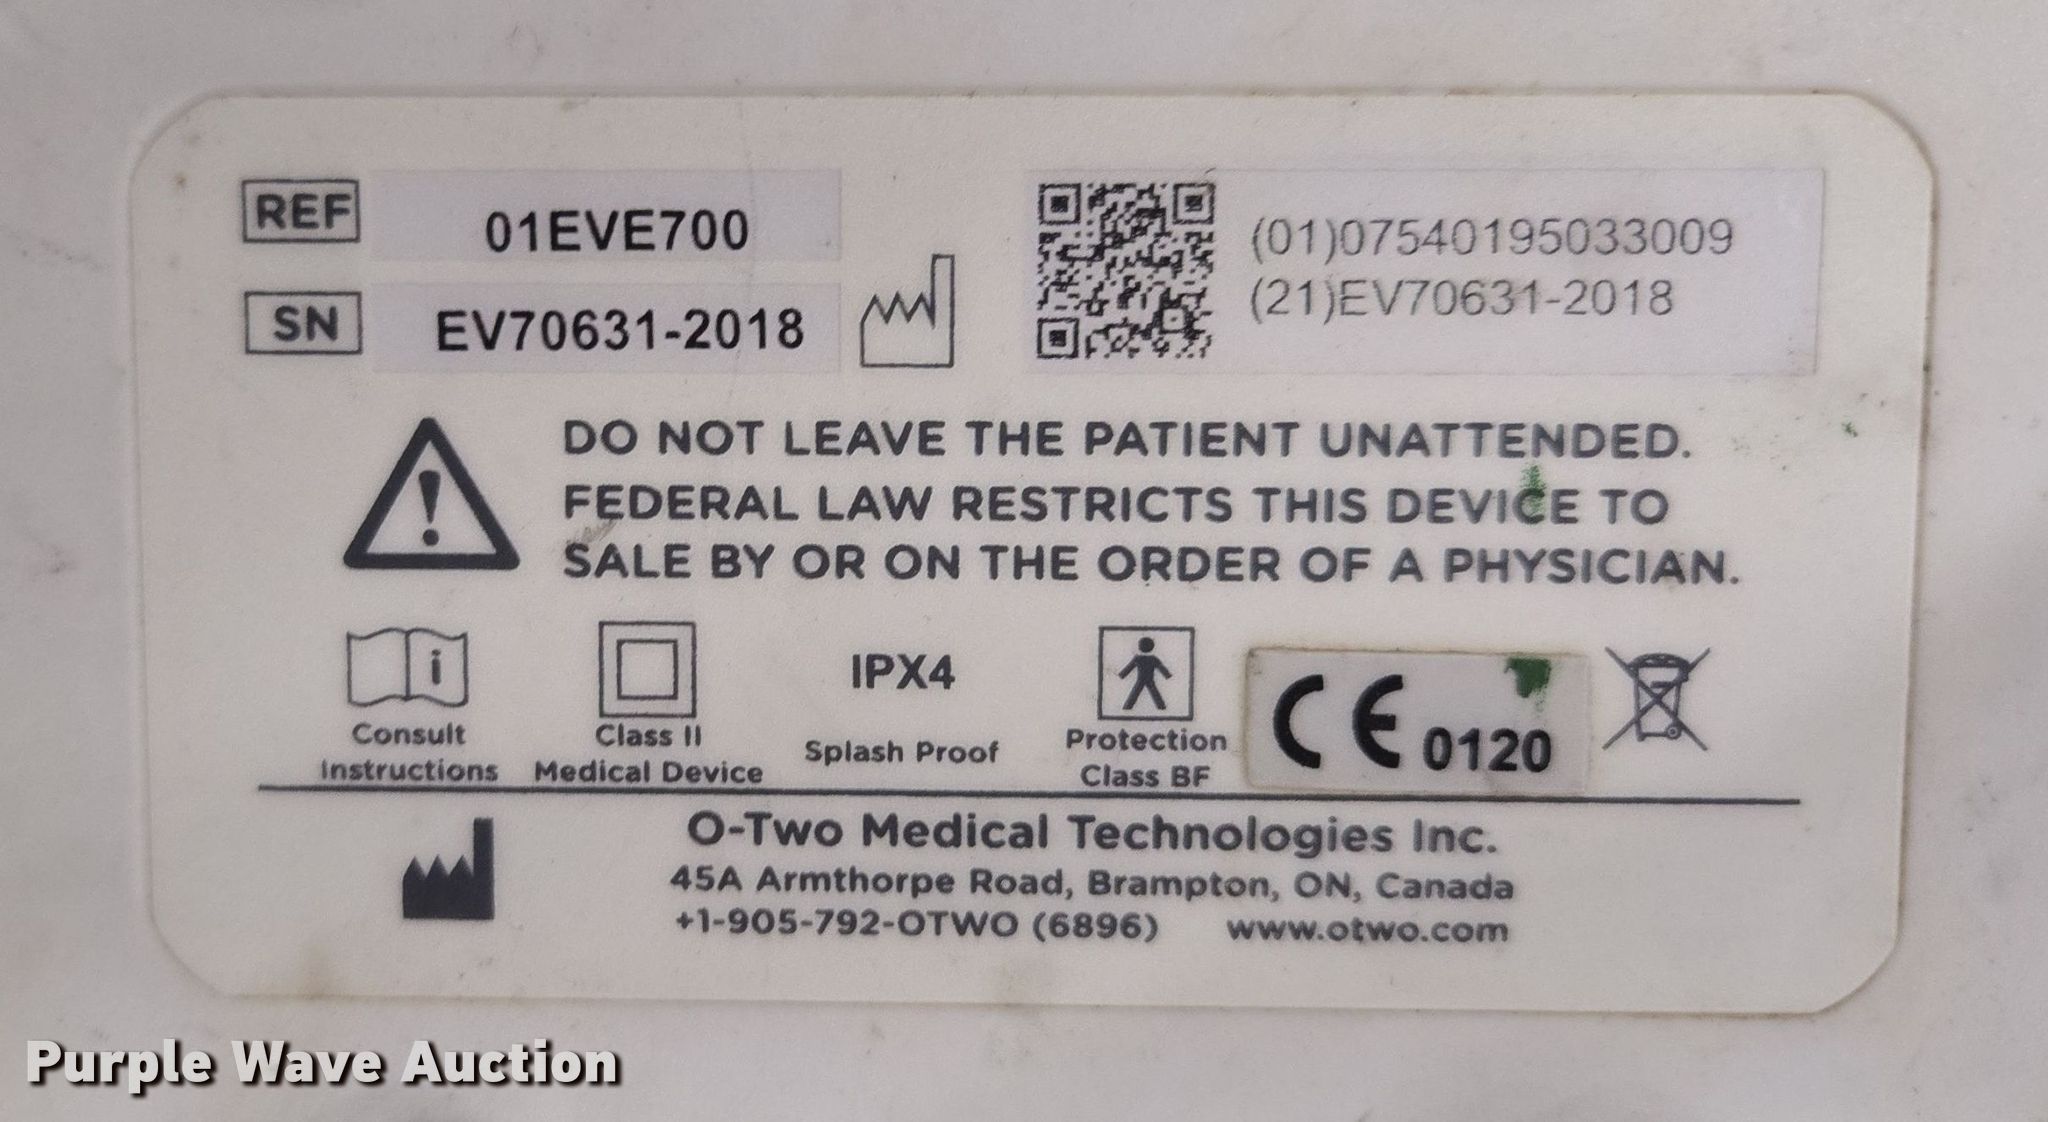 REF 01EVE700
SN EV70631-2018
(01)07540195033009
(21)EV70631-2018
DO NOT LEAVE THE PATIENT UNATTENDED.
FEDERAL LAW RESTRICTS THIS DEVICE TO
SALE BY OR ON THE ORDER OF A PHYSICIAN.
i
Consult
Instructions
Class II
Medical Device
IPX4
Splash Proof
Protection
Class BF
CE 0120
O-Two Medical Technologies Inc.
45A Armthorpe Road, Brampton, ON, Canada
+1-905-792-OTWO (6896) www.otwo.com
Purple Wave Auction